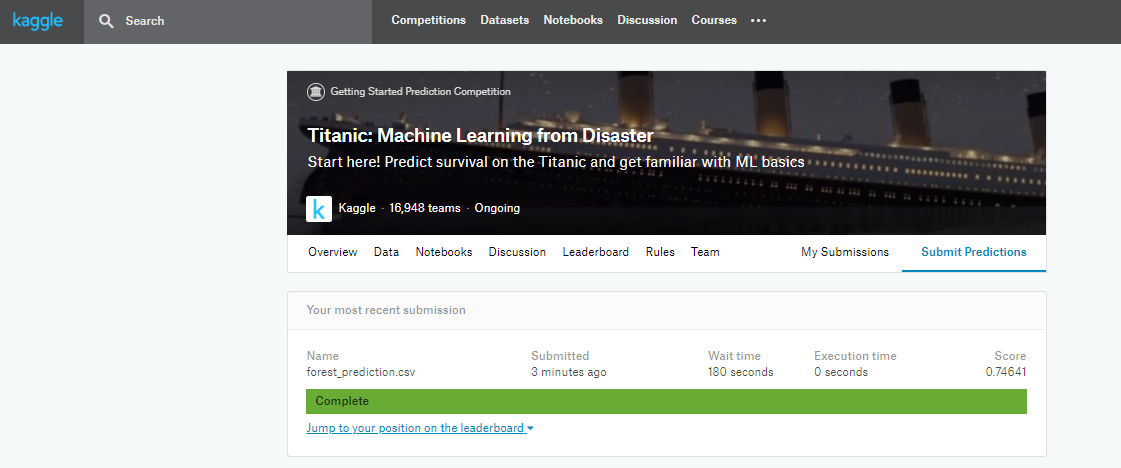 kaggle Search Competitions Datasets Notebooks Discussion Courses
Getting Started Prediction Competition
Titanic: Machine Learning from Disaster
Start here! Predict survival on the Titanic and get familiar with ML basics
k Kaggle · 16,948 teams · Ongoing
Overview Data Notebooks Discussion Leaderboard Rules Team My Submissions Submit Predictions
Your most recent submission
Name Submitted Wait time Execution time Score
forest_prediction.csv 3 minutes ago 180 seconds 0 seconds 0.74641
Complete
Jump to your position on the leaderboard